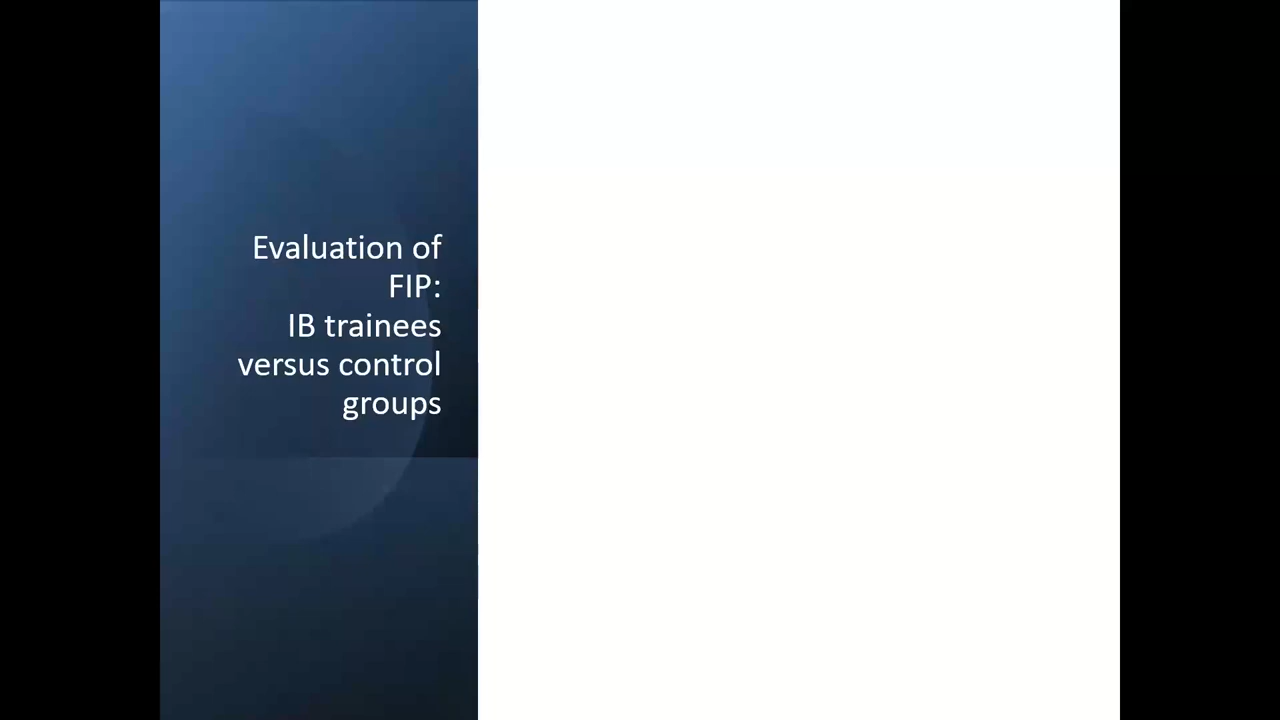 Evaluation of
FIP:
IB trainees
versus control
groups